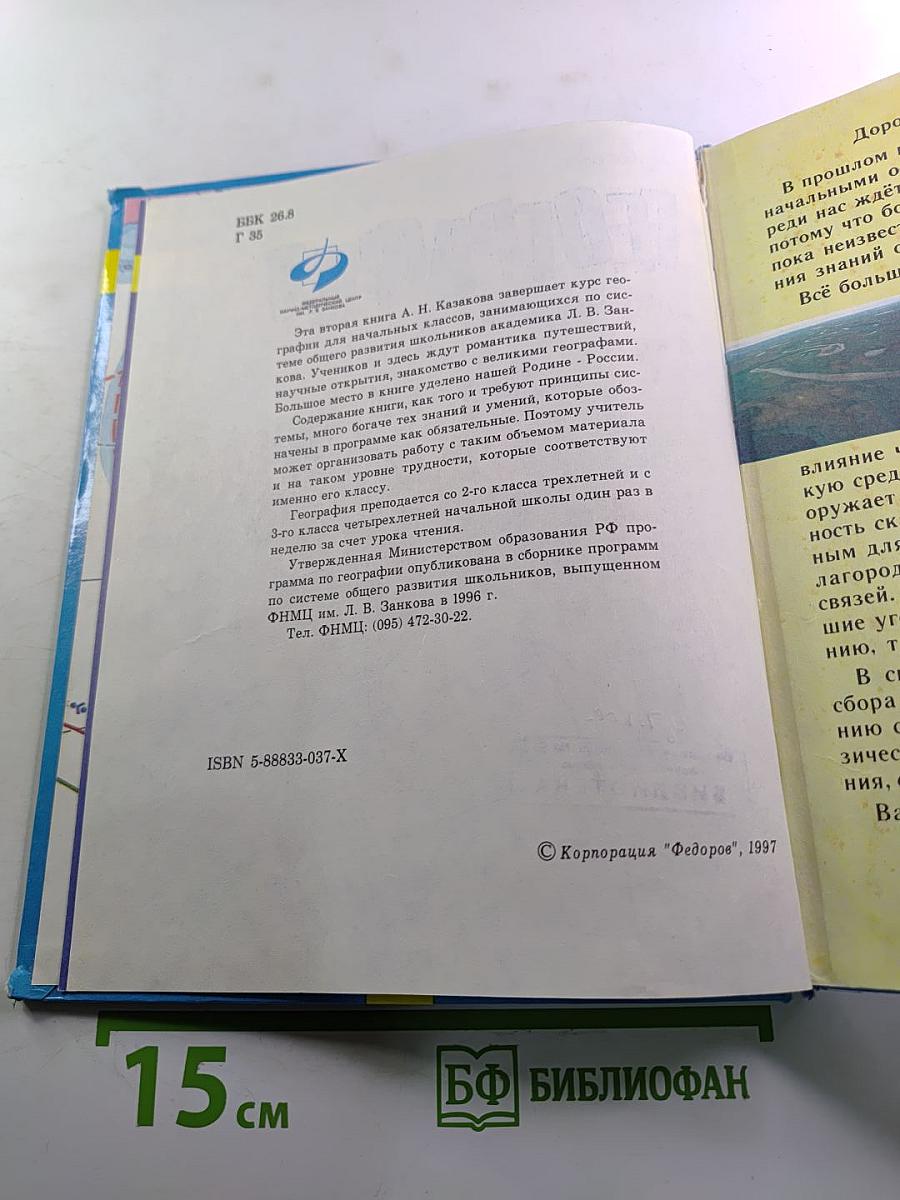 ББК 26.8
Г 35
ФЕДЕРАЛЬНЫЙ
НАУЧНО-МЕТОДИЧЕСКИЙ ЦЕНТР
ИМ. Л. В. ЗАНКОВА
Эта вторая книга А. Н. Казакова завершает курс гео-
графии для начальных классов, занимающихся по сис-
теме общего развития школьников академика Л. В. Зан-
кова. Учеников и здесь ждут романтика путешествий,
научные открытия, знакомство с великими географами.
Большое место в книге уделено нашей Родине - России.
Содержание книги, как того и требуют принципы сис-
темы, много богаче тех знаний и умений, которые обоз-
начены в программе как обязательные. Поэтому учитель
может организовать работу с таким объемом материала
и на таком уровне трудности, которые соответствуют
именно его классу.
География преподается со 2-го класса трехлетней и с
3-го класса четырехлетней начальной школы один раз в
неделю за счет урока чтения.
Утвержденная Министерством образования РФ про-
грамма по географии опубликована в сборнике программ
по системе общего развития школьников, выпущенном
ФНМЦ им. Л. В. Занкова в 1996 г.
Тел. ФНМЦ: (095) 472-30-22.
ISBN 5-88833-037-X
© Корпорация "Федоров", 1997
Доро
В прошлом
начальными о
реди нас ждёт
потому что бо
пока неизвест
ния знаний о
Всё больш
влияние ч
кую сред
оружает
ность ск
ным для
лагород
связей.
шие уг
нию, т
В с
сбора
нию с
зичес
ния,
Ва
15 см
БФ БИБЛИОФАН